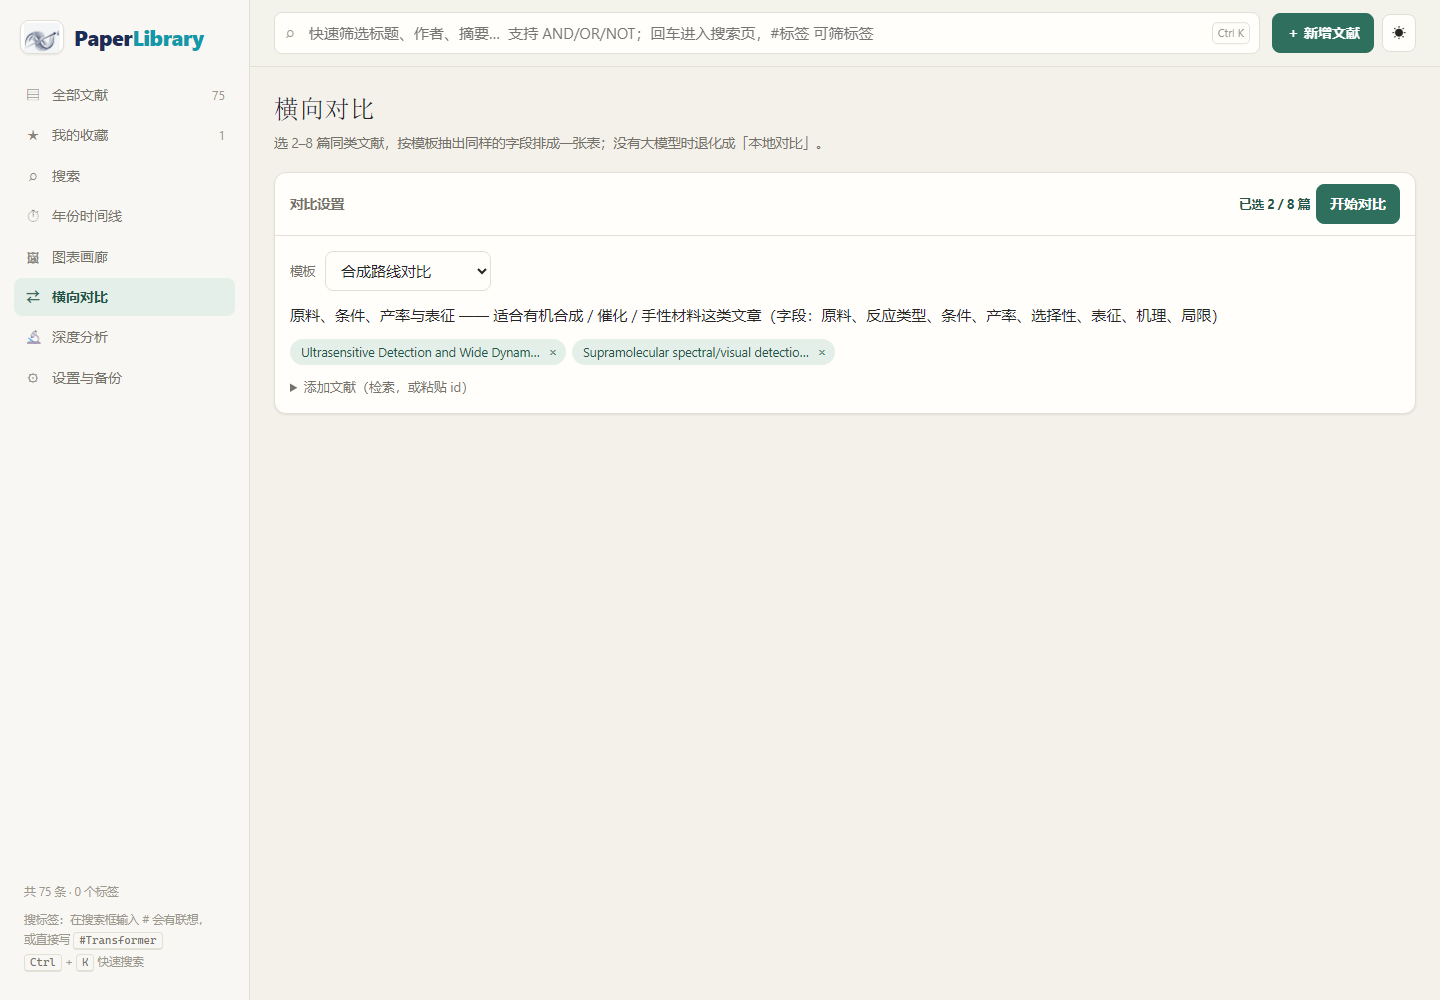 PaperLibrary
全部文献 75
我的收藏 1
搜索
年份时间线
图表画廊
横向对比
深度分析
设置与备份
共 75 条 · 0 个标签
搜标签：在搜索框输入 # 会有联想，
或直接写 #Transformer
Ctrl + K 快速搜索
快速筛选标题、作者、摘要… 支持 AND/OR/NOT；回车进入搜索页，#标签 可筛标签
Ctrl K
+ 新增文献
横向对比
选 2–8 篇同类文献，按模板抽出同样的字段排成一张表；没有大模型时退化成「本地对比」。
对比设置
已选 2 / 8 篇
开始对比
模板 合成路线对比
原料、条件、产率与表征 —— 适合有机合成 / 催化 / 手性材料这类文章（字段：原料、反应类型、条件、产率、选择性、表征、机理、局限）
Ultrasensitive Detection and Wide Dynam... × Supramolecular spectral/visual detectio... ×
▶ 添加文献（检索，或粘贴 id）